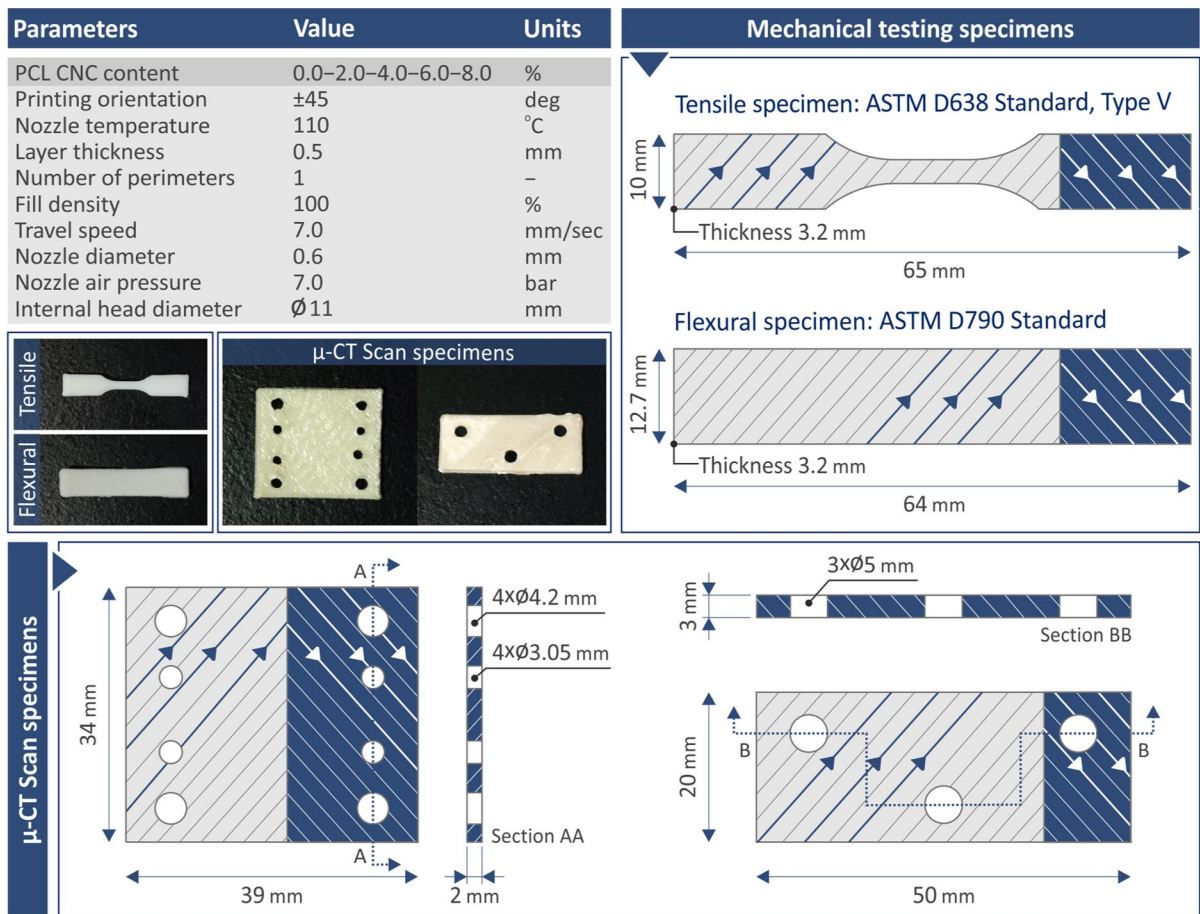 Parameters Value Units
PCL CNC content 0.0–2.0–4.0–6.0–8.0 %
Printing orientation ±45 deg
Nozzle temperature 110 °C
Layer thickness 0.5 mm
Number of perimeters 1 –
Fill density 100 %
Travel speed 7.0 mm/sec
Nozzle diameter 0.6 mm
Nozzle air pressure 7.0 bar
Internal head diameter Ø11 mm
Mechanical testing specimens
Tensile specimen: ASTM D638 Standard, Type V
10 mm
Thickness 3.2 mm
65 mm
Flexural specimen: ASTM D790 Standard
12.7 mm
Thickness 3.2 mm
64 mm
Tensile
Flexural
μ-CT Scan specimens
μ-CT Scan specimens
A
34 mm
A
39 mm
4xØ4.2 mm
4xØ3.05 mm
Section AA
2 mm
3xØ5 mm
3 mm
Section BB
20 mm
B
B
50 mm